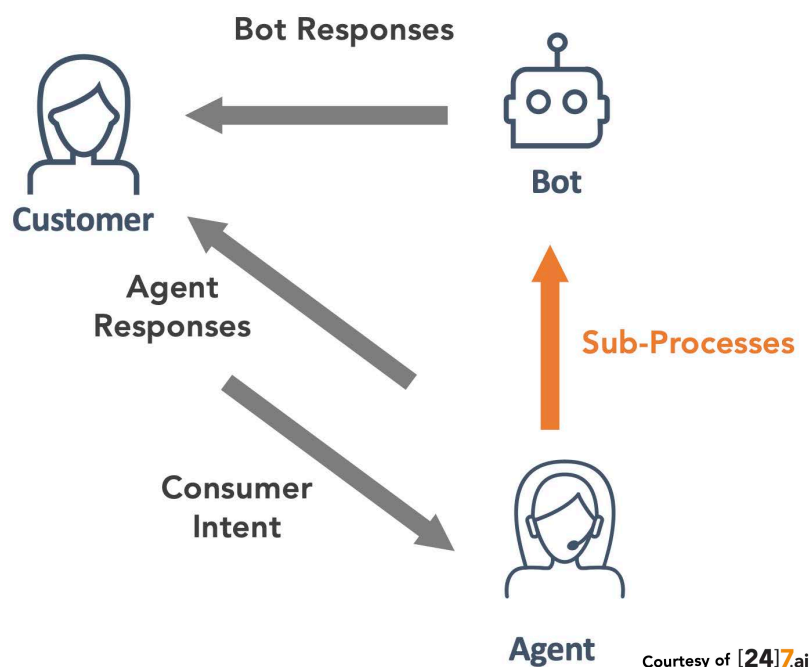 Bot Responses
Bot
Customer
Agent
Responses
Sub-Processes
Consumer
Intent
Agent
Courtesy of [24]7.ai